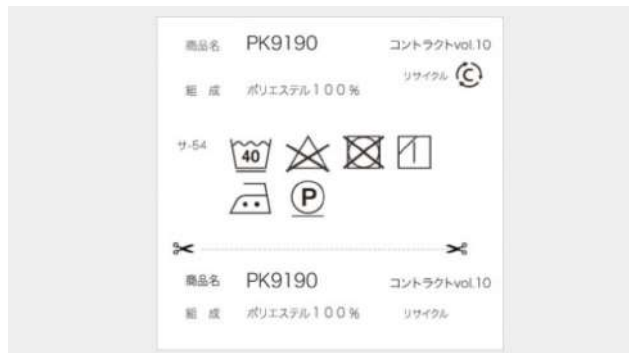 商品名 PK9190 コントラクトvol.10
リサイクル C
組成 ポリエステル100%
サ-54 40
P
商品名 PK9190 コントラクトvol.10
組成 ポリエステル100% リサイクル